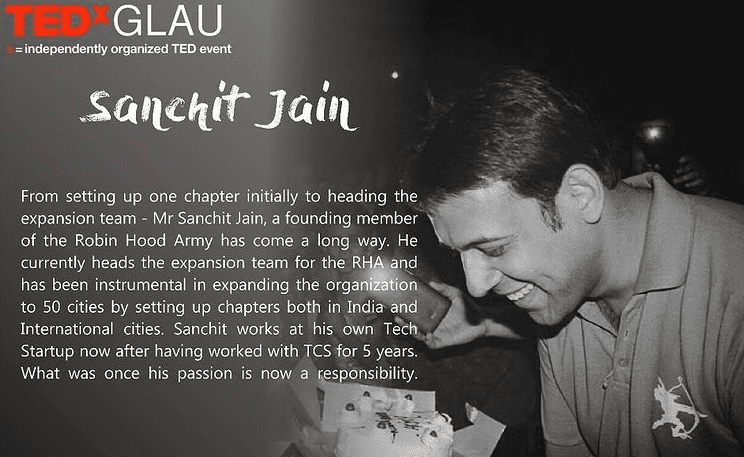 TEDxGLAU
x = independently organized TED event
Sanchit Jain
From setting up one chapter initially to heading the
expansion team - Mr Sanchit Jain, a founding member
of the Robin Hood Army has come a long way. He
currently heads the expansion team for the RHA and
has been instrumental in expanding the organization
to 50 cities by setting up chapters both in India and
International cities. Sanchit works at his own Tech
Startup now after having worked with TCS for 5 years.
What was once his passion is now a responsibility.